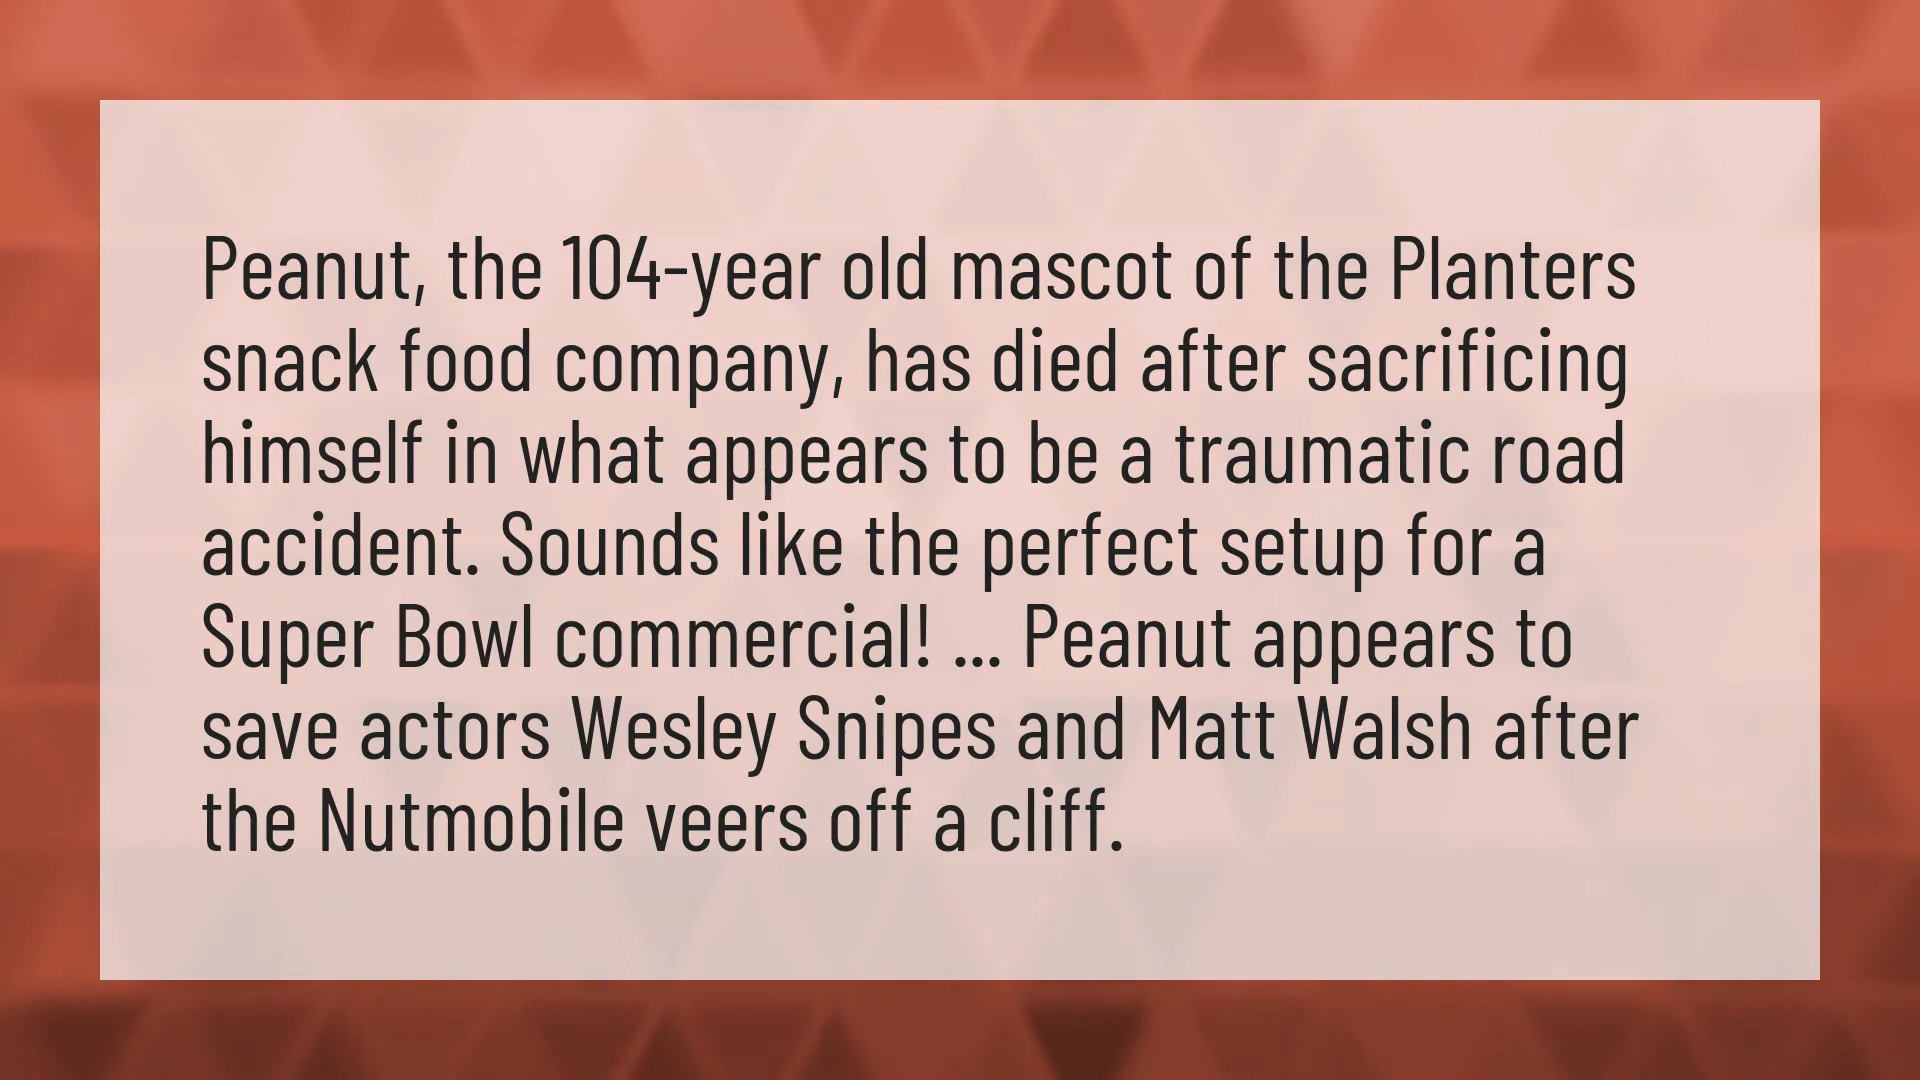 Peanut, the 104-year old mascot of the Planters
snack food company, has died after sacrificing
himself in what appears to be a traumatic road
accident. Sounds like the perfect setup for a
Super Bowl commercial! ... Peanut appears to
save actors Wesley Snipes and Matt Walsh after
the Nutmobile veers off a cliff.